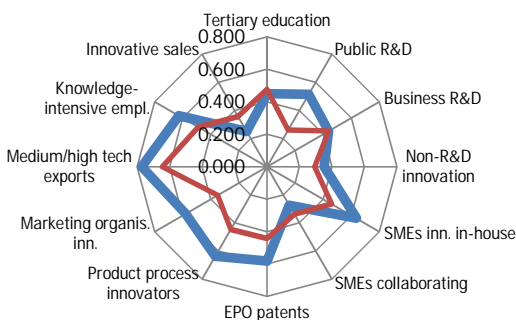 Tertiary education
0.800
0.600
0.400
0.200
0.000
Public R&D
Business R&D
Non-R&D
innovation
SMEs inn. in-house
SMEs collaborating
EPO patents
Product process
innovators
Marketing organis.
inn.
Medium/high tech
exports
Knowledge-
intensive empl.
Innovative sales